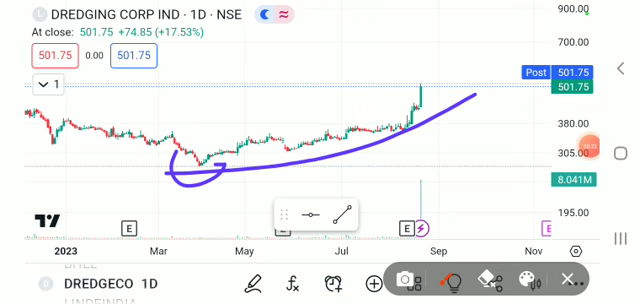 L DREDGING CORP IND · 1D · NSE
At close: 501.75 +74.85 (+17.53%)
501.75 0.00 501.75
1
900.00
700.00
Post 501.75
501.75
380.00
305.00
8.041M
195.00
E E E E
2023 Mar May Jul Sep Nov
BHEL
D DREDGECO 1D